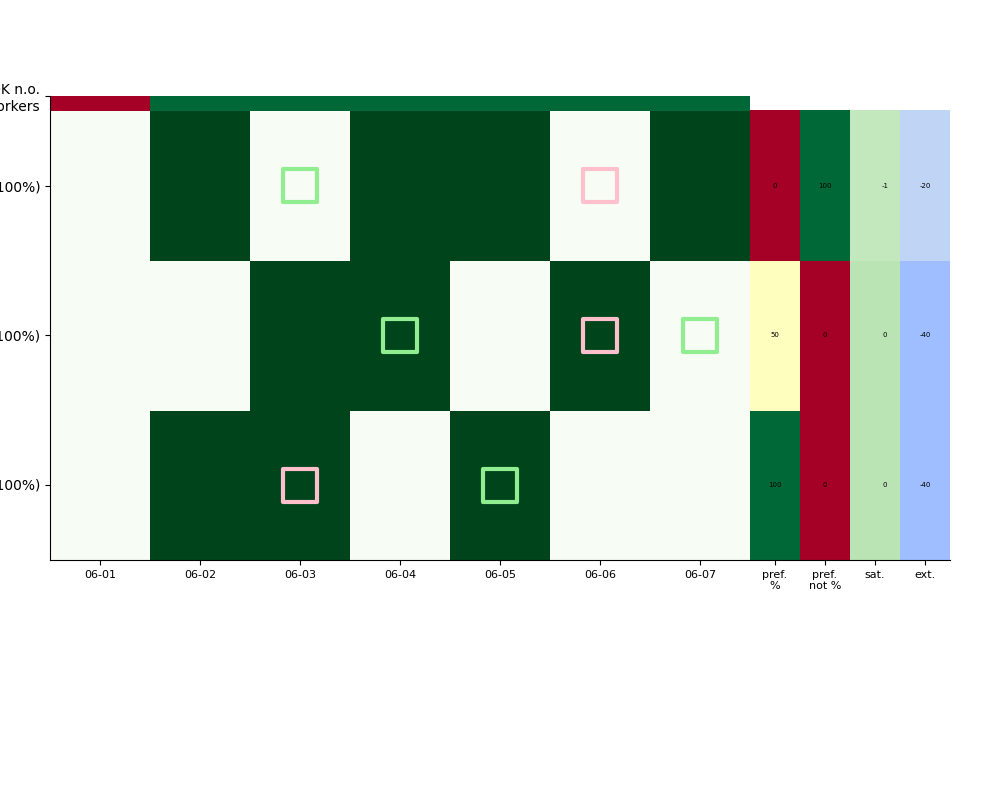 K n.o.
orkers
100%)
0 100 -1 -20
100%)
50 0 0 -40
100%)
100 0 0 -40
06-01 06-02 06-03 06-04 06-05 06-06 06-07 pref. pref. sat. ext.
% not %